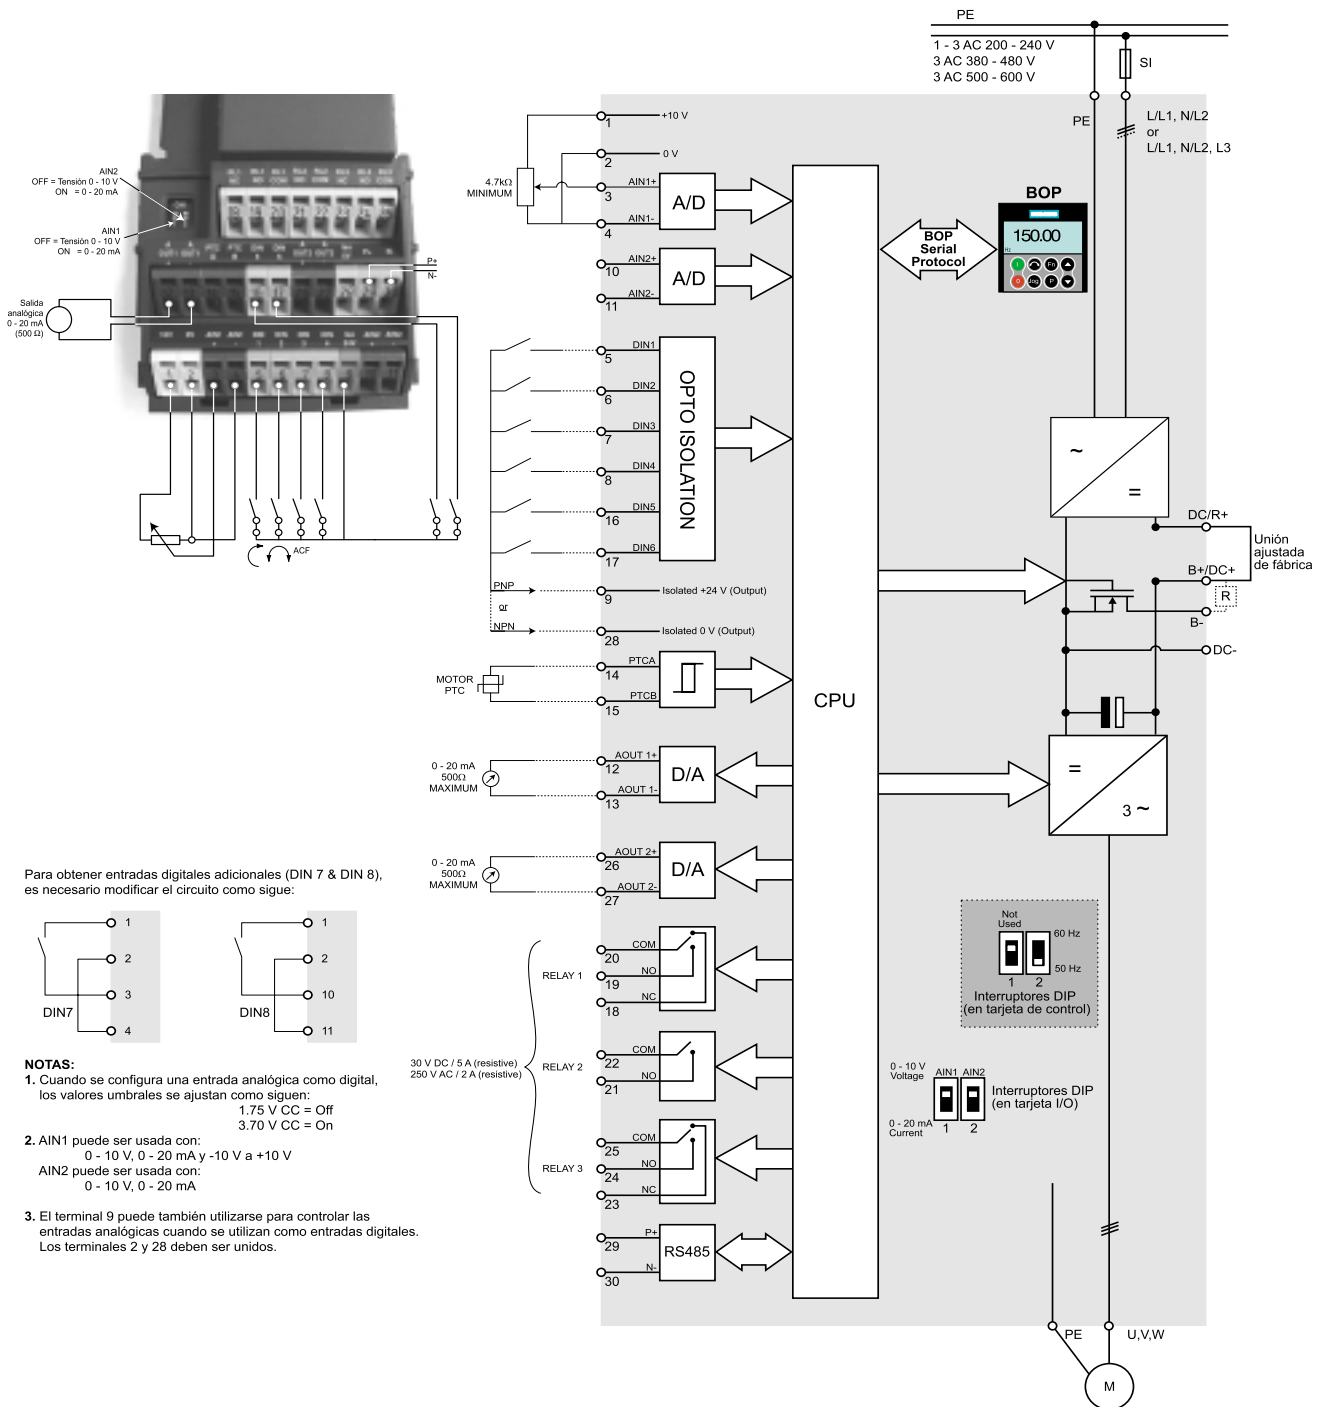 PE
1 - 3 AC 200 - 240 V
3 AC 380 - 480 V
3 AC 500 - 600 V
SI
PE
L/L1, N/L2
or
L/L1, N/L2, L3
AIN2
OFF = Tensión 0 - 10 V
ON = 0 - 20 mA
AIN1
OFF = Tensión 0 - 10 V
ON = 0 - 20 mA
P+
N-
Salida
analógica
0 - 20 mA
(500 Ω)
ACF
4.7kΩ
MINIMUM
1
+10 V
2
0 V
3
AIN1+
4
AIN1-
A/D
10
AIN2+
11
AIN2-
A/D
5
DIN1
6
DIN2
7
DIN3
8
DIN4
16
DIN5
17
DIN6
OPTO ISOLATION
PNP
or
NPN
9
Isolated +24 V (Output)
28
Isolated 0 V (Output)
MOTOR
PTC
PTCA
14
PTCB
15
0 - 20 mA
500Ω
MAXIMUM
AOUT 1+
12
AOUT 1-
13
D/A
0 - 20 mA
500Ω
MAXIMUM
AOUT 2+
26
AOUT 2-
27
D/A
30 V DC / 5 A (resistive)
250 V AC / 2 A (resistive)
RELAY 1
COM
20
NO
19
NC
18
RELAY 2
COM
22
NO
21
RELAY 3
COM
25
NO
24
NC
23
P+
29
N-
30
RS485
CPU
BOP
Serial
Protocol
BOP
150.00
Hz
I
Fn
0
Jog
P
~
=
DC/R+
Unión
ajustada
de fábrica
B+/DC+
R
B-
DC-
=
3 ~
Not
Used
60 Hz
50 Hz
1 2
Interruptores DIP
(en tarjeta de control)
0 - 10 V
Voltage
AIN1 AIN2
0 - 20 mA
Current
1 2
Interruptores DIP
(en tarjeta I/O)
PE
U,V,W
M
Para obtener entradas digitales adicionales (DIN 7 & DIN 8),
es necesario modificar el circuito como sigue:
1
2
3
4
DIN7
1
2
10
11
DIN8
NOTAS:
1. Cuando se configura una entrada analógica como digital,
los valores umbrales se ajustan como siguen:
1.75 V CC = Off
3.70 V CC = On
2. AIN1 puede ser usada con:
0 - 10 V, 0 - 20 mA y -10 V a +10 V
AIN2 puede ser usada con:
0 - 10 V, 0 - 20 mA
3. El terminal 9 puede también utilizarse para controlar las
entradas analógicas cuando se utilizan como entradas digitales.
Los terminales 2 y 28 deben ser unidos.